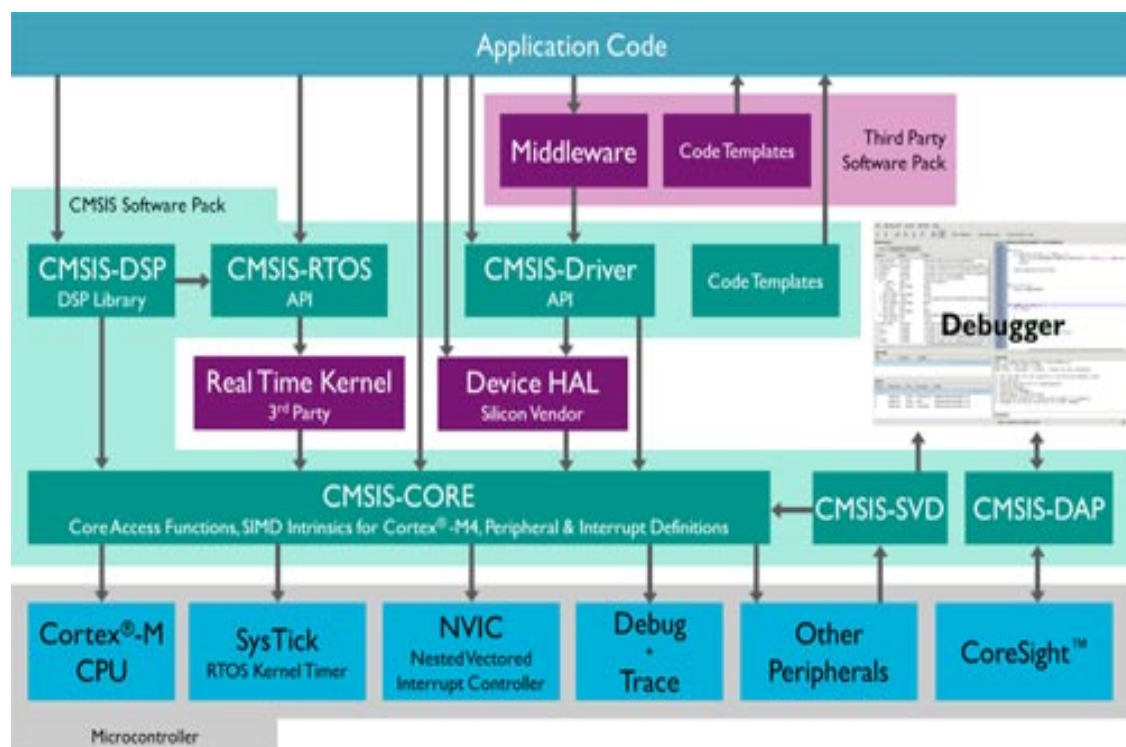 Application Code
Middleware
Code Templates
Third Party
Software Pack
CMSIS Software Pack
CMSIS-DSP
DSP Library
CMSIS-RTOS
API
CMSIS-Driver
API
Code Templates
Debugger
Real Time Kernel
3rd Party
Device HAL
Silicon Vendor
CMSIS-CORE
Core Access Functions, SIMD Intrinsics for Cortex®-M4, Peripheral & Interrupt Definitions
CMSIS-SVD
CMSIS-DAP
Cortex®-M
CPU
SysTick
RTOS Kernel Timer
NVIC
Nested Vectored
Interrupt Controller
Debug
+
Trace
Other
Peripherals
CoreSight™
Microcontroller